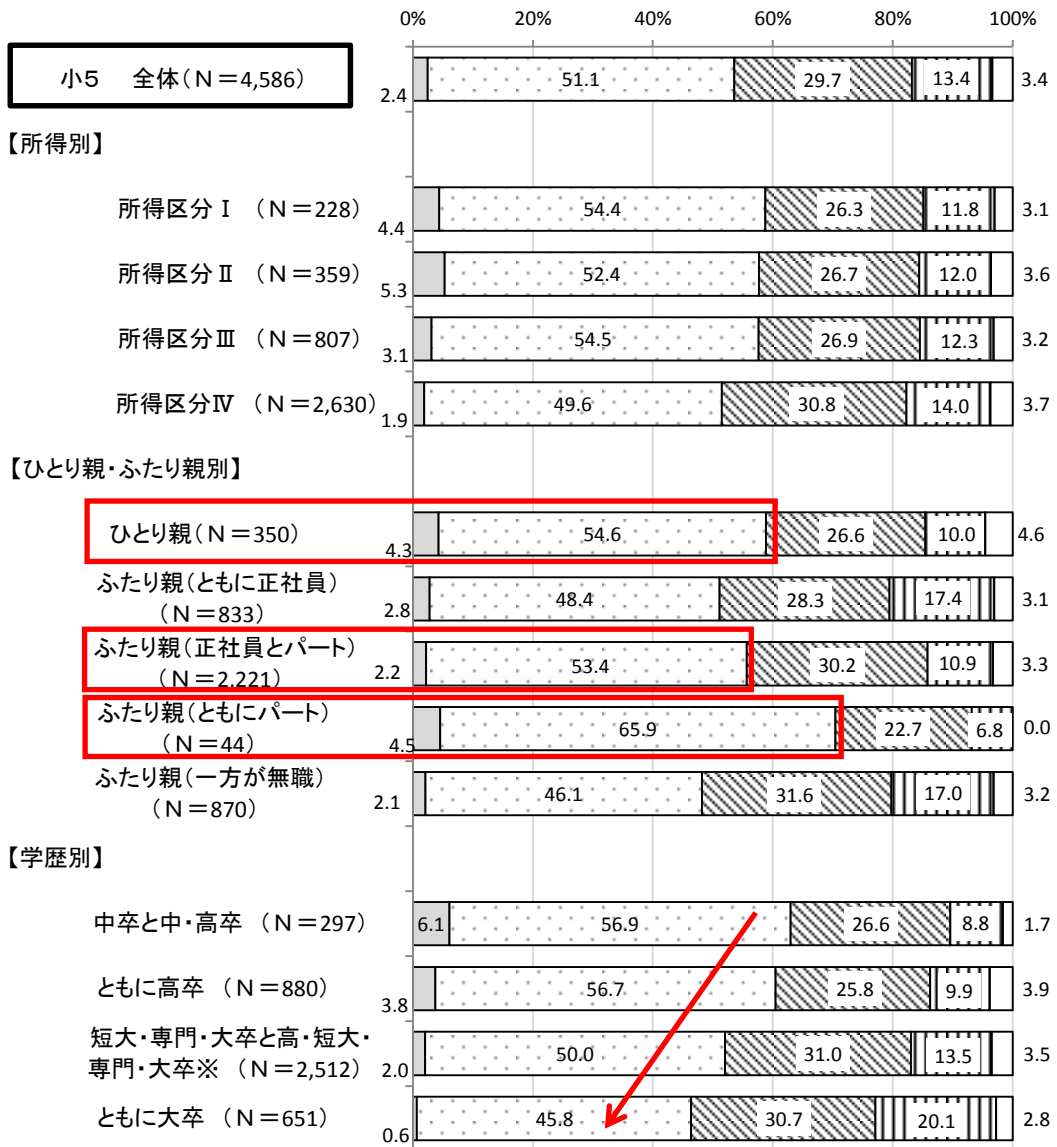 0% 20% 40% 60% 80% 100%
小5 全体(N=4,586) 2.4 51.1 29.7 13.4 3.4
【所得別】
所得区分Ⅰ (N=228) 4.4 54.4 26.3 11.8 3.1
所得区分Ⅱ (N=359) 5.3 52.4 26.7 12.0 3.6
所得区分Ⅲ (N=807) 3.1 54.5 26.9 12.3 3.2
所得区分Ⅳ (N=2,630) 1.9 49.6 30.8 14.0 3.7
【ひとり親・ふたり親別】
ひとり親(N=350) 4.3 54.6 26.6 10.0 4.6
ふたり親(ともに正社員)
(N=833) 2.8 48.4 28.3 17.4 3.1
ふたり親(正社員とパート)
(N=2,221) 2.2 53.4 30.2 10.9 3.3
ふたり親(ともにパート)
(N=44) 4.5 65.9 22.7 6.8 0.0
ふたり親(一方が無職)
(N=870) 2.1 46.1 31.6 17.0 3.2
【学歴別】
中卒と中・高卒 (N=297) 6.1 56.9 26.6 8.8 1.7
ともに高卒 (N=880) 3.8 56.7 25.8 9.9 3.9
短大・専門・大卒と高・短大・
専門・大卒※ (N=2,512) 2.0 50.0 31.0 13.5 3.5
ともに大卒 (N=651) 0.6 45.8 30.7 20.1 2.8